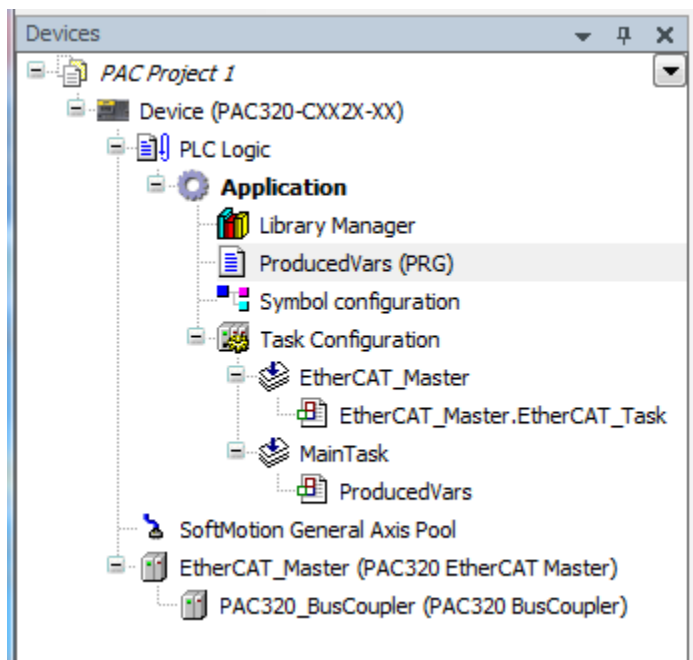 Devices
PAC Project 1
Device (PAC320-CXX2X-XX)
PLC Logic
Application
Library Manager
ProducedVars (PRG)
Symbol configuration
Task Configuration
EtherCAT_Master
EtherCAT_Master.EtherCAT_Task
MainTask
ProducedVars
SoftMotion General Axis Pool
EtherCAT_Master (PAC320 EtherCAT Master)
PAC320_BusCoupler (PAC320 BusCoupler)